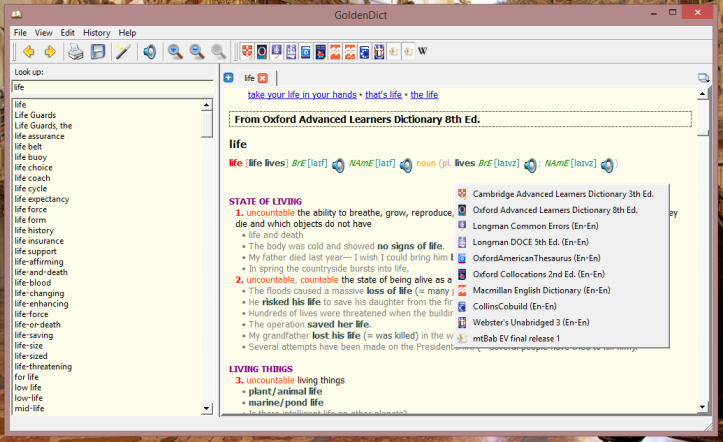 GoldenDict
File View Edit History Help
W
Look up:
life
life
Life Guards
Life Guards, the
life assurance
life belt
life buoy
life choice
life coach
life cycle
life expectancy
life force
life form
life history
life insurance
life support
life-affirming
life-and-death
life-blood
life-changing
life-enhancing
life-force
life-or-death
life-saving
life-size
life-sized
life-threatening
for life
low life
low-life
mid-life
life
take your life in your hands • that's life • the life
From Oxford Advanced Learners Dictionary 8th Ed.
life
life [life lives] BrE [laɪf] NAmE [laɪf] noun (pl. lives BrE [laɪvz] ; NAmE [laɪvz] )
STATE OF LIVING
1. uncountable the ability to breathe, grow, reproduce,
die and which objects do not have
• life and death
• The body was cold and showed no signs of life.
• My father died last year— I wish I could bring him
• In spring the countryside bursts into life.
2. uncountable, countable the state of being alive as a
• The floods caused a massive loss of life (= many
• He risked his life to save his daughter from the fir
• Hundreds of lives were threatened when the buildin
• The operation saved her life.
• My grandfather lost his life (= was killed) in the w
• Several attempts have been made on the President
LIVING THINGS
3. uncountable living things
• plant/animal life
• marine/pond life
• Is there intelligent life on other planets?
Cambridge Advanced Learners Dictionary 3th Ed.
Oxford Advanced Learners Dictionary 8th Ed.
Longman Common Errors (En-En)
Longman DOCE 5th Ed. (En-En)
OxfordAmericanThesaurus (En-En)
Oxford Collocations 2nd Ed. (En-En)
Macmillan English Dictionary (En-En)
CollinsCobuild (En-En)
Webster's Unabridged 3 (En-En)
mtBab EV final release 1